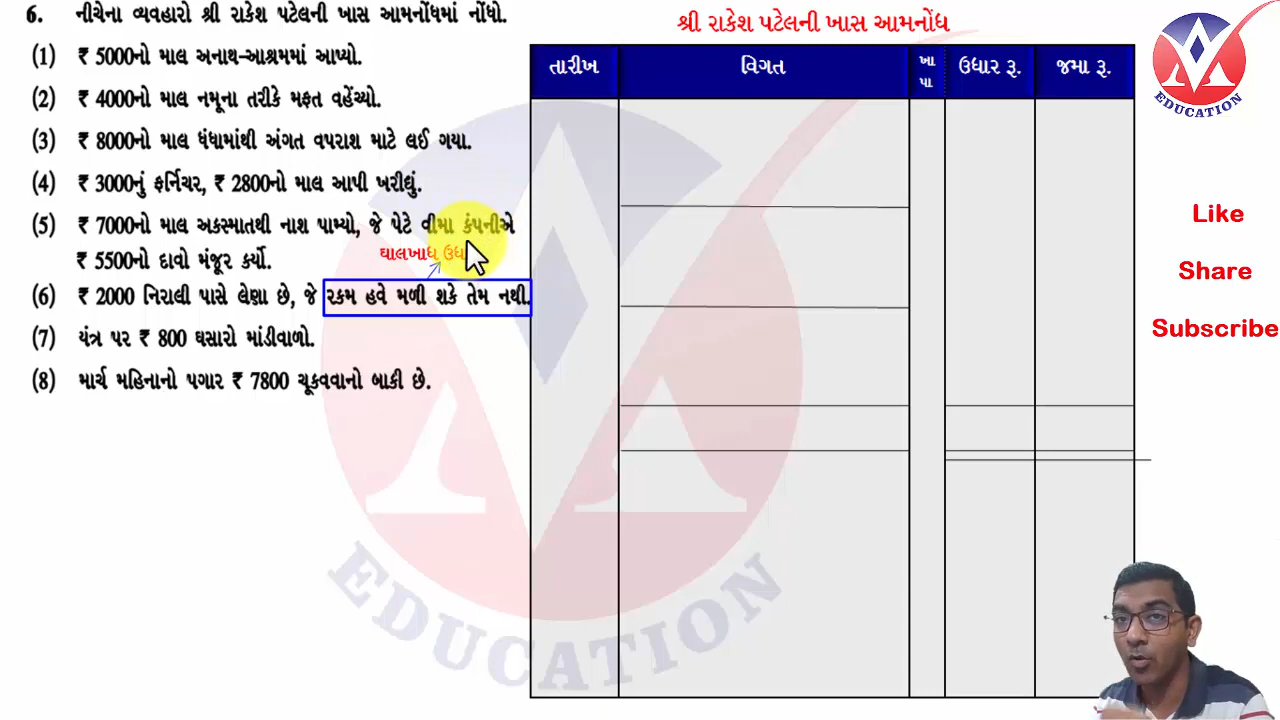 6. નીચેના વ્યવહારો શ્રી રાકેશ પટેલની ખાસ આમનોંધમાં નોંધો.
(1) ₹ 5000નો માલ અનાથ-આશ્રમમાં આપ્યો.
(2) ₹ 4000નો માલ નમૂના તરીકે મફત વહેંચ્યો.
(3) ₹ 8000નો માલ ધંધામાંથી અંગત વપરાશ માટે લઈ ગયા.
(4) ₹ 3000નું ફર્નિચર, ₹ 2800નો માલ આપી ખરીદ્યું.
(5) ₹ 7000નો માલ અકસ્માતથી નાશ પામ્યો, જે પેટે વીમા કંપનીએ
ઘાલખાધ
₹ 5500નો દાવો મંજૂર કર્યો.
(6) ₹ 2000 નિરાલી પાસે લેણા છે, જે રકમ હવે મળી શકે તેમ નથી.
(7) યંત્ર પર ₹ 800 ઘસારો માંડીવાળો.
(8) માર્ચ મહિનાનો પગાર ₹ 7800 ચૂકવવાનો બાકી છે.
શ્રી રાકેશ પટેલની ખાસ આમનોંધ
તારીખ વિગત ખા પા ઉધાર રૂ. જમા રૂ.
EDUCATION
Like
Share
Subscribe
EDUCATION